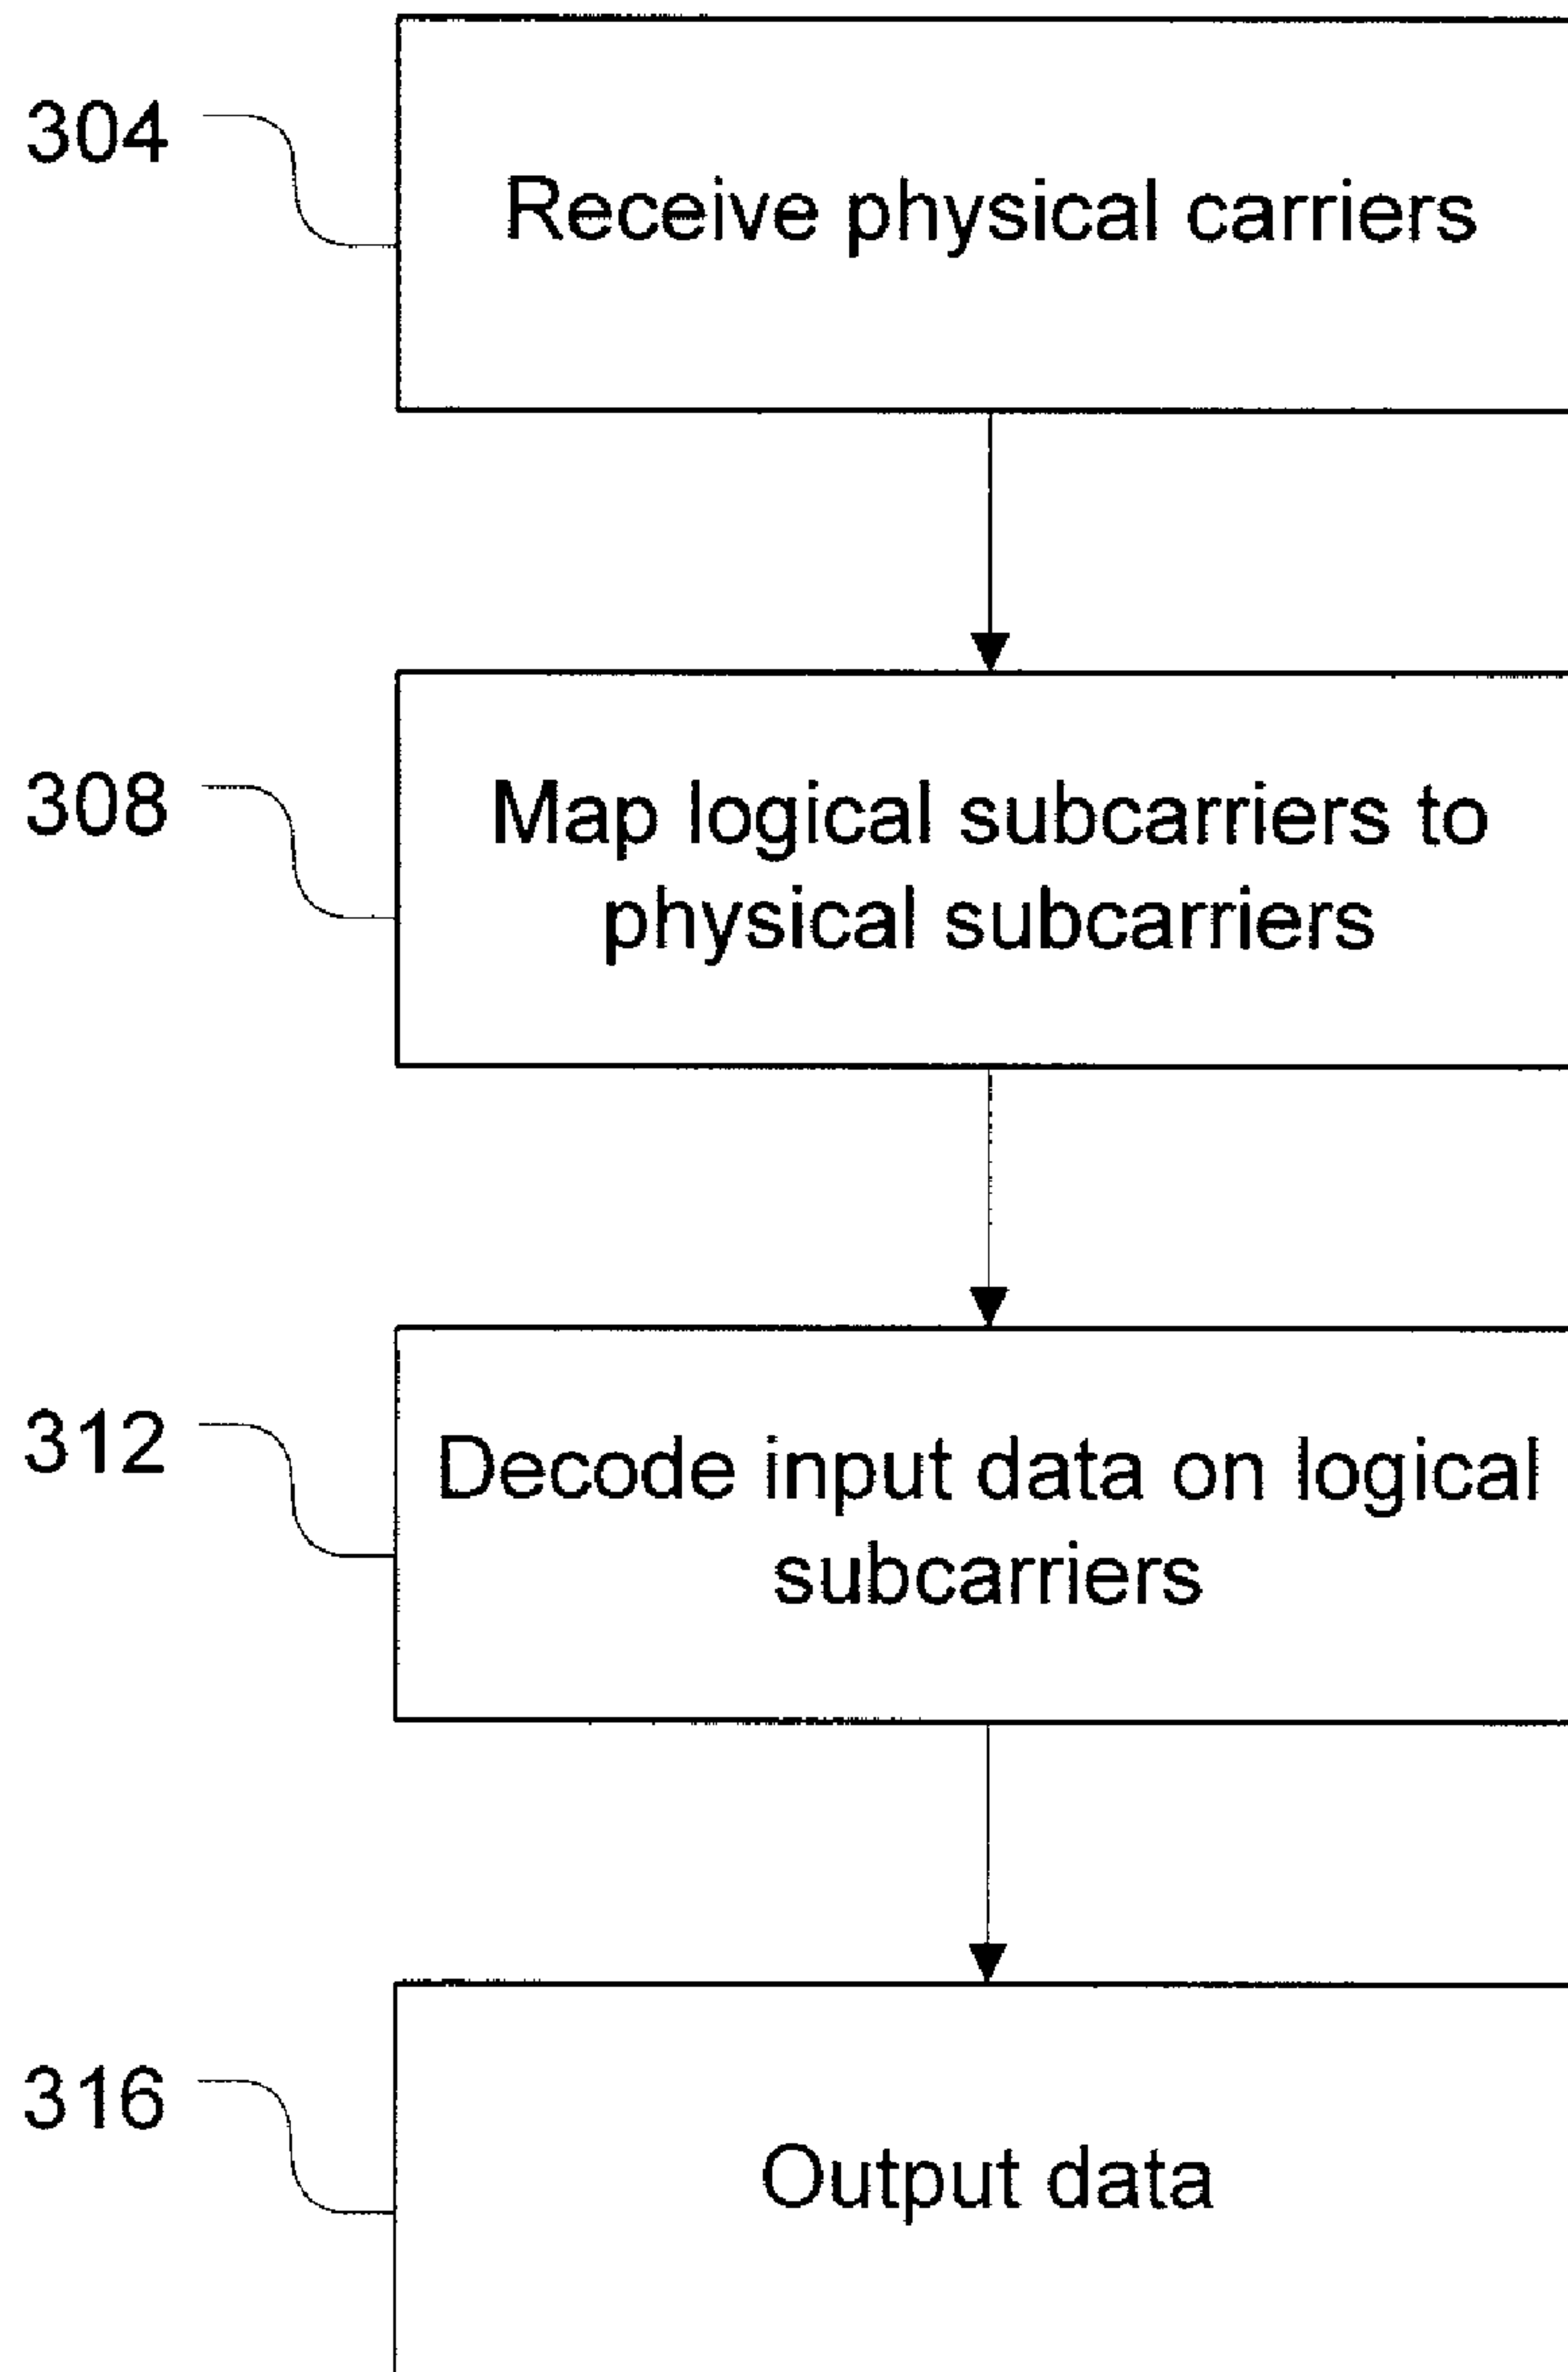 304
Receive physical carriers
308
Map logical subcarriers to
physical subcarriers
312
Decode input data on logical
subcarriers
316
Output data